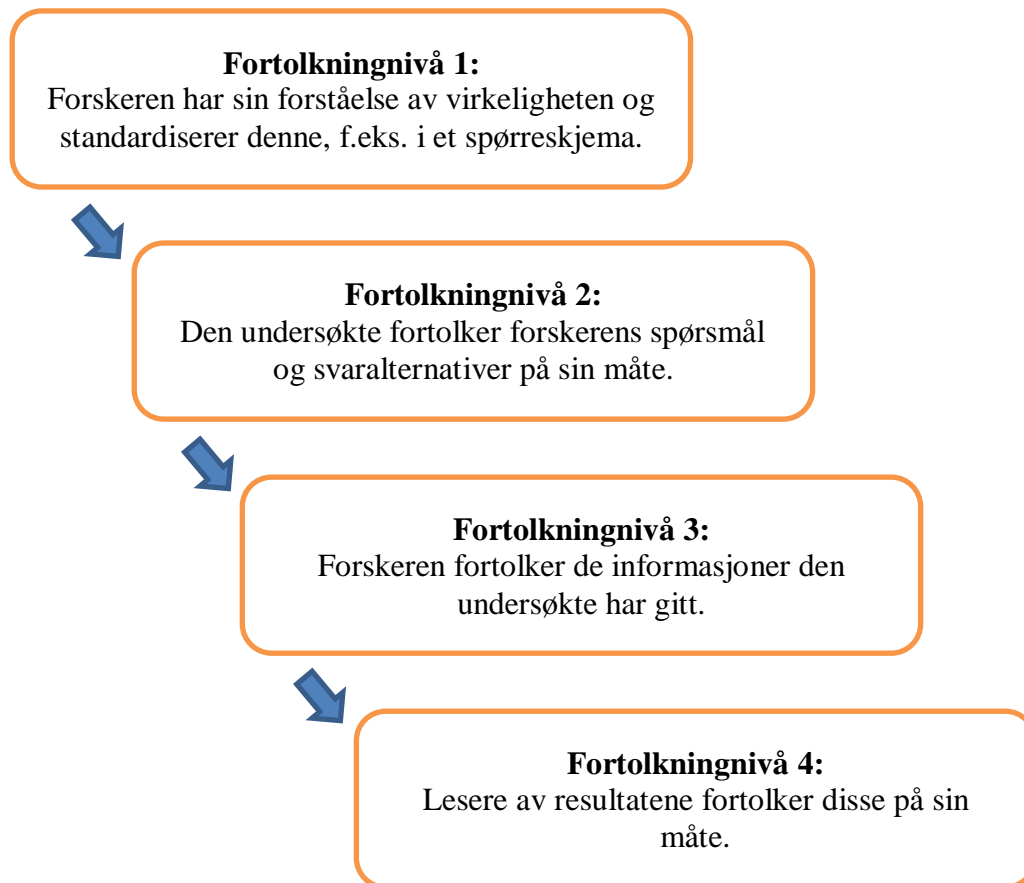 Fortolkningnivå 1:
Forskeren har sin forståelse av virkeligheten og
standardiserer denne, f.eks. i et spørreskjema.
Fortolkningnivå 2:
Den undersøkte fortolker forskerens spørsmål
og svaralternativer på sin måte.
Fortolkningnivå 3:
Forskeren fortolker de informasjoner den
undersøkte har gitt.
Fortolkningnivå 4:
Lesere av resultatene fortolker disse på sin
måte.